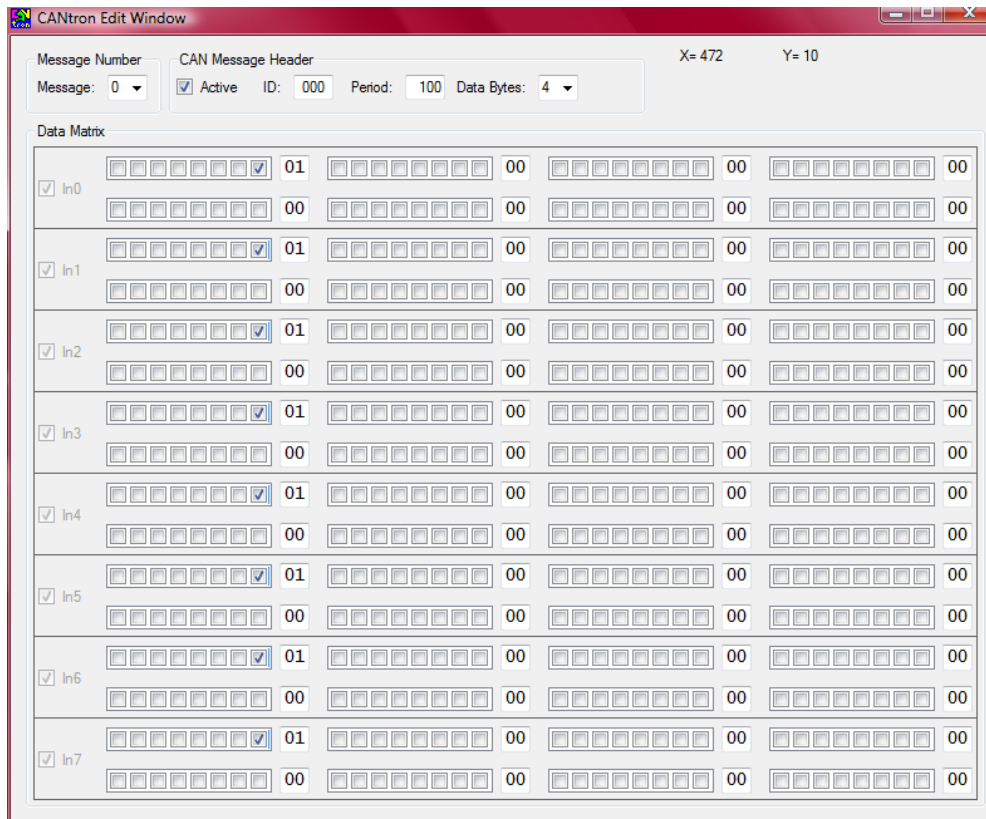 CANtron Edit Window
Message Number CAN Message Header X= 472 Y= 10
Message: 0 Active ID: 000 Period: 100 Data Bytes: 4
Data Matrix
01 00 00 00
In0
00 00 00 00
01 00 00 00
In1
00 00 00 00
01 00 00 00
In2
00 00 00 00
01 00 00 00
In3
00 00 00 00
01 00 00 00
In4
00 00 00 00
01 00 00 00
In5
00 00 00 00
01 00 00 00
In6
00 00 00 00
01 00 00 00
In7
00 00 00 00